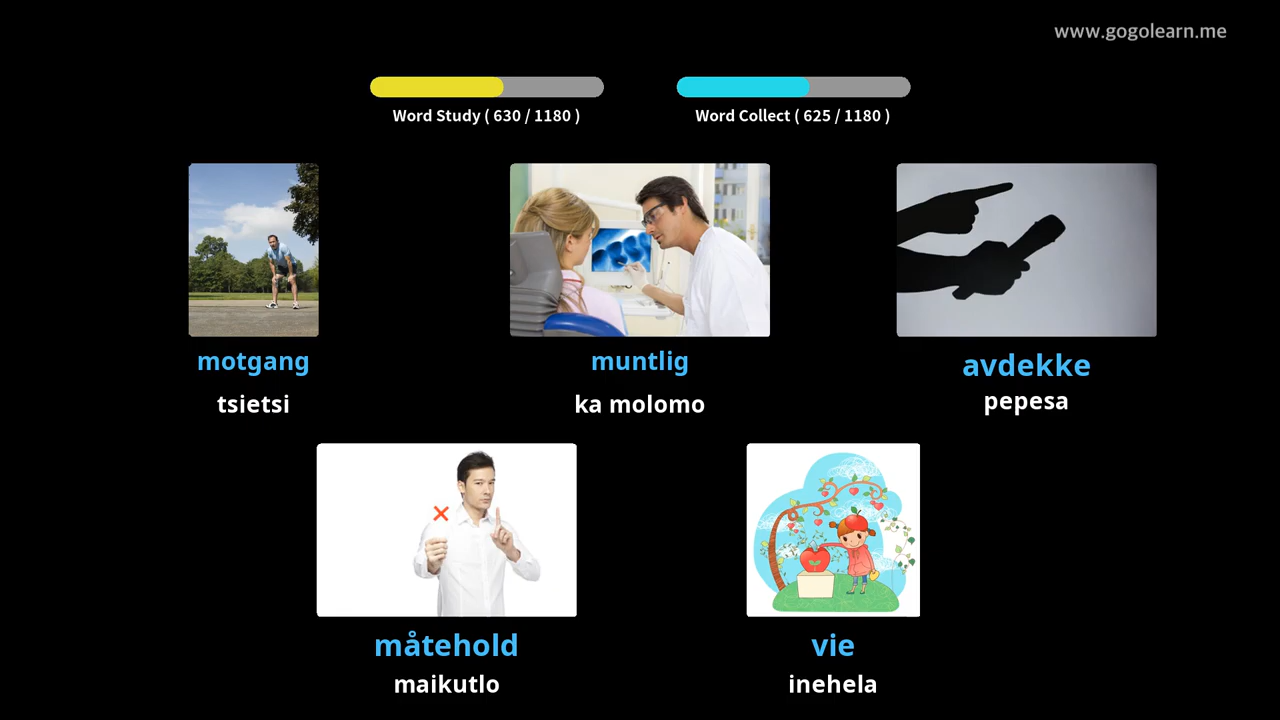 www.gogolearn.me
Word Study ( 630 / 1180 )
Word Collect ( 625 / 1180 )
motgang
tsietsi
muntlig
ka molomo
avdekke
pepesa
måtehold
maikutlo
vie
inehela